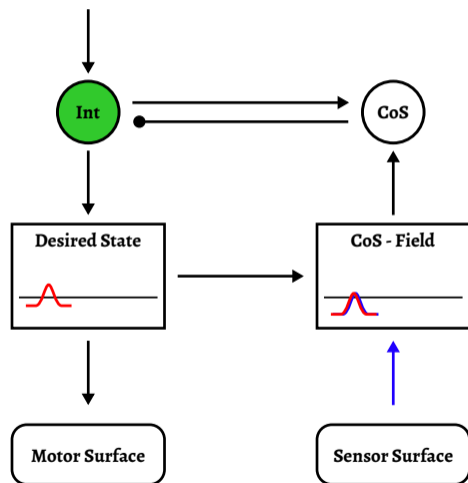 Int
CoS
Desired State
CoS - Field
Motor Surface
Sensor Surface